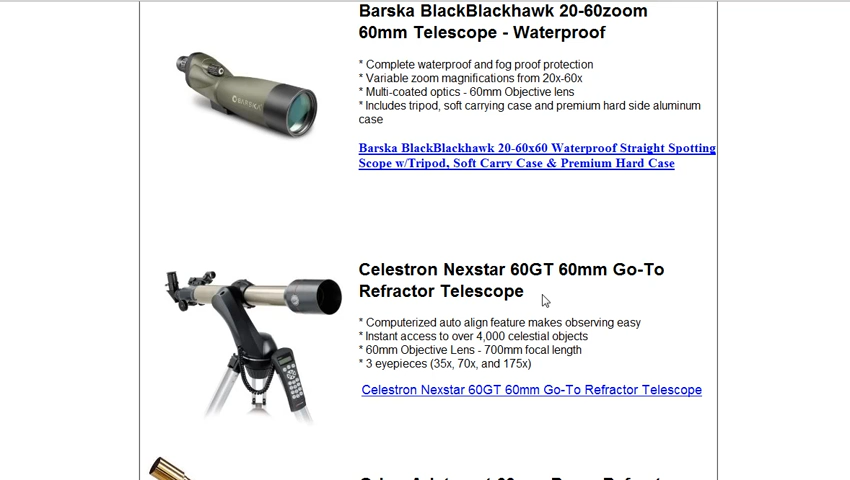 Barska BlackBlackhawk 20-60zoom
60mm Telescope - Waterproof
* Complete waterproof and fog proof protection
* Variable zoom magnifications from 20x-60x
* Multi-coated optics - 60mm Objective lens
* Includes tripod, soft carrying case and premium hard side aluminum
case
BARSKA
Barska BlackBlackhawk 20-60x60 Waterproof Straight Spotting
Scope w/Tripod, Soft Carry Case & Premium Hard Case
Celestron Nexstar 60GT 60mm Go-To
Refractor Telescope
* Computerized auto align feature makes observing easy
* Instant access to over 4,000 celestial objects
* 60mm Objective Lens - 700mm focal length
* 3 eyepieces (35x, 70x, and 175x)
Celestron Nexstar 60GT 60mm Go-To Refractor Telescope